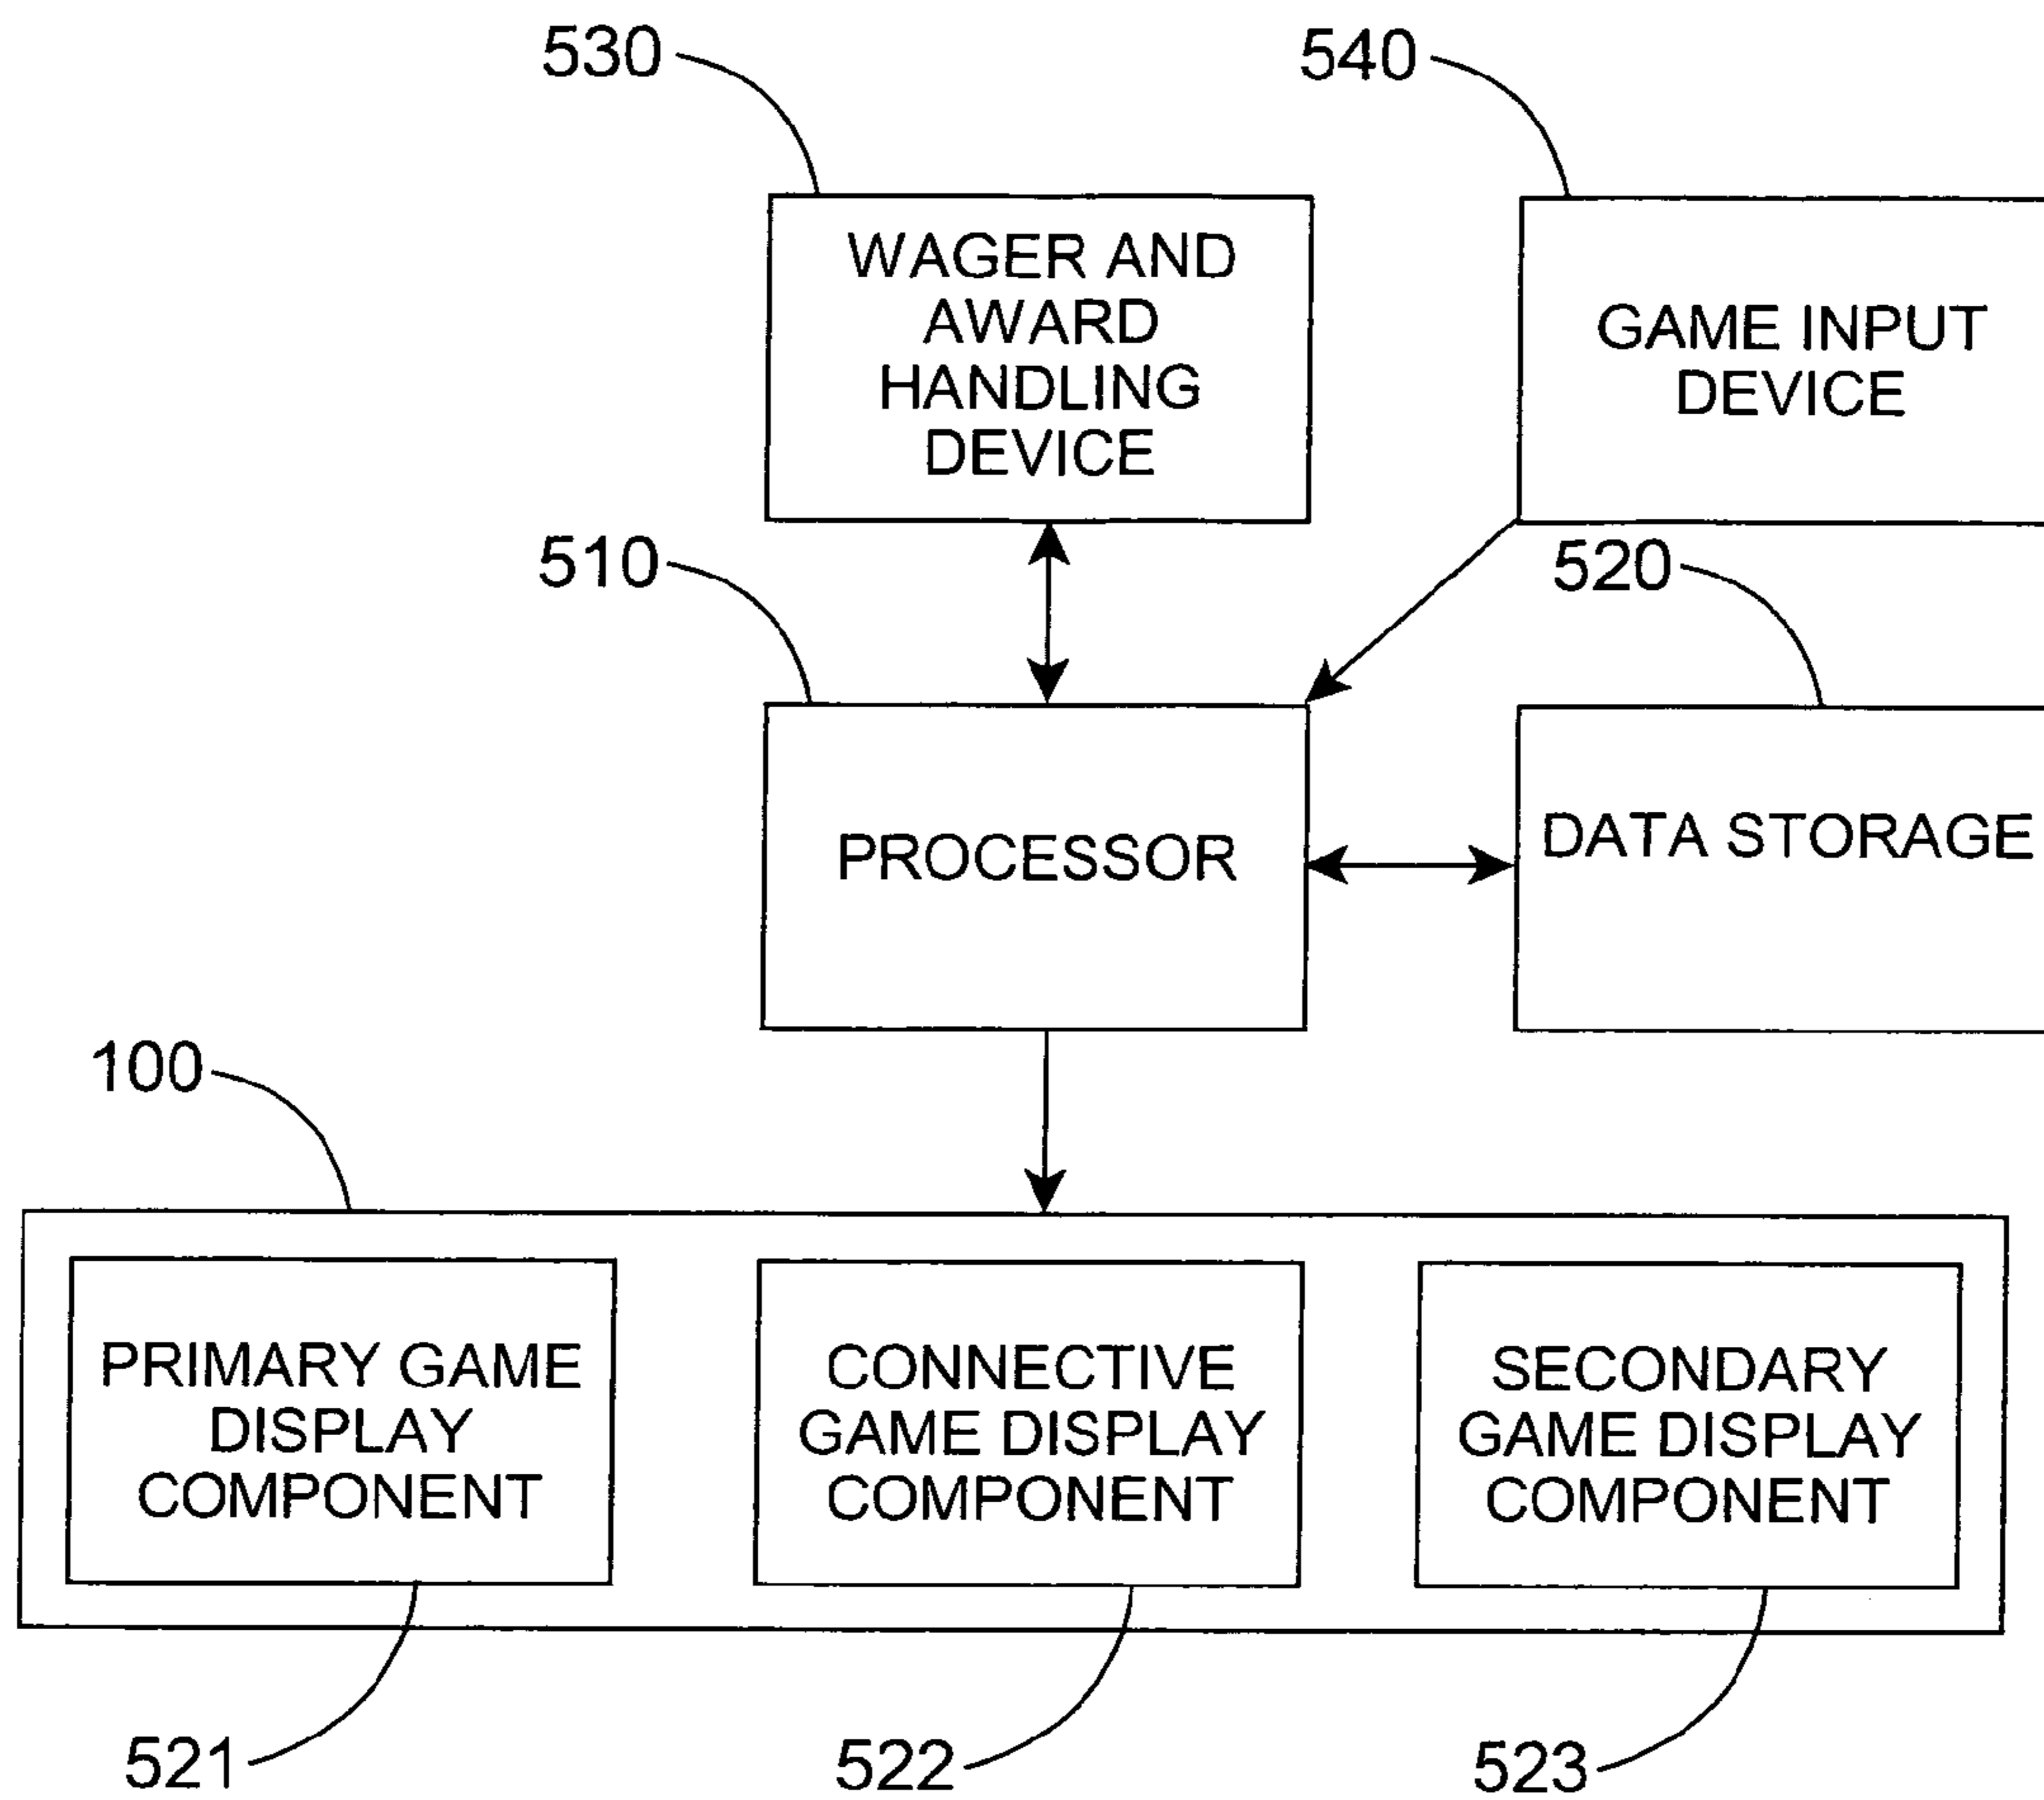 530
540
WAGER AND
AWARD
HANDLING
DEVICE
GAME INPUT
DEVICE
510
520
PROCESSOR
DATA STORAGE
100
PRIMARY GAME
DISPLAY
COMPONENT
CONNECTIVE
GAME DISPLAY
COMPONENT
SECONDARY
GAME DISPLAY
COMPONENT
521
522
523